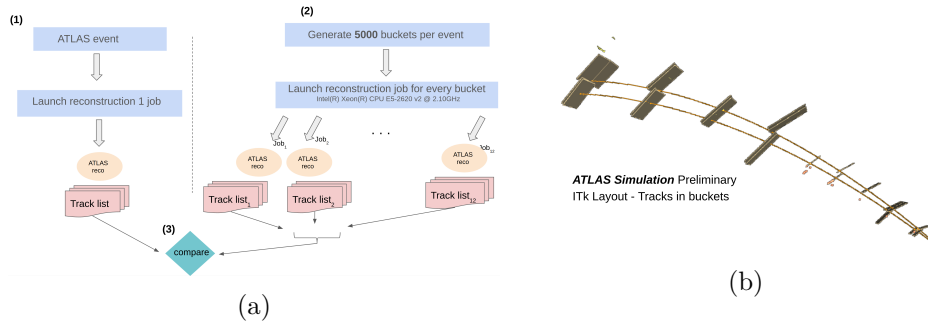 (1)
ATLAS event
Launch reconstruction 1 job
ATLAS
reco
Track list
(2)
Generate 5000 buckets per event
Launch reconstruction job for every bucket
Intel(R) Xeon(R) CPU E5-2620 v2 @ 2.10GHz
Job1
Job2
. . .
Job12
ATLAS
reco
ATLAS
reco
ATLAS
reco
Track list1
Track list2
Track list12
(3)
compare
(a)
ATLAS Simulation Preliminary
ITk Layout - Tracks in buckets
(b)